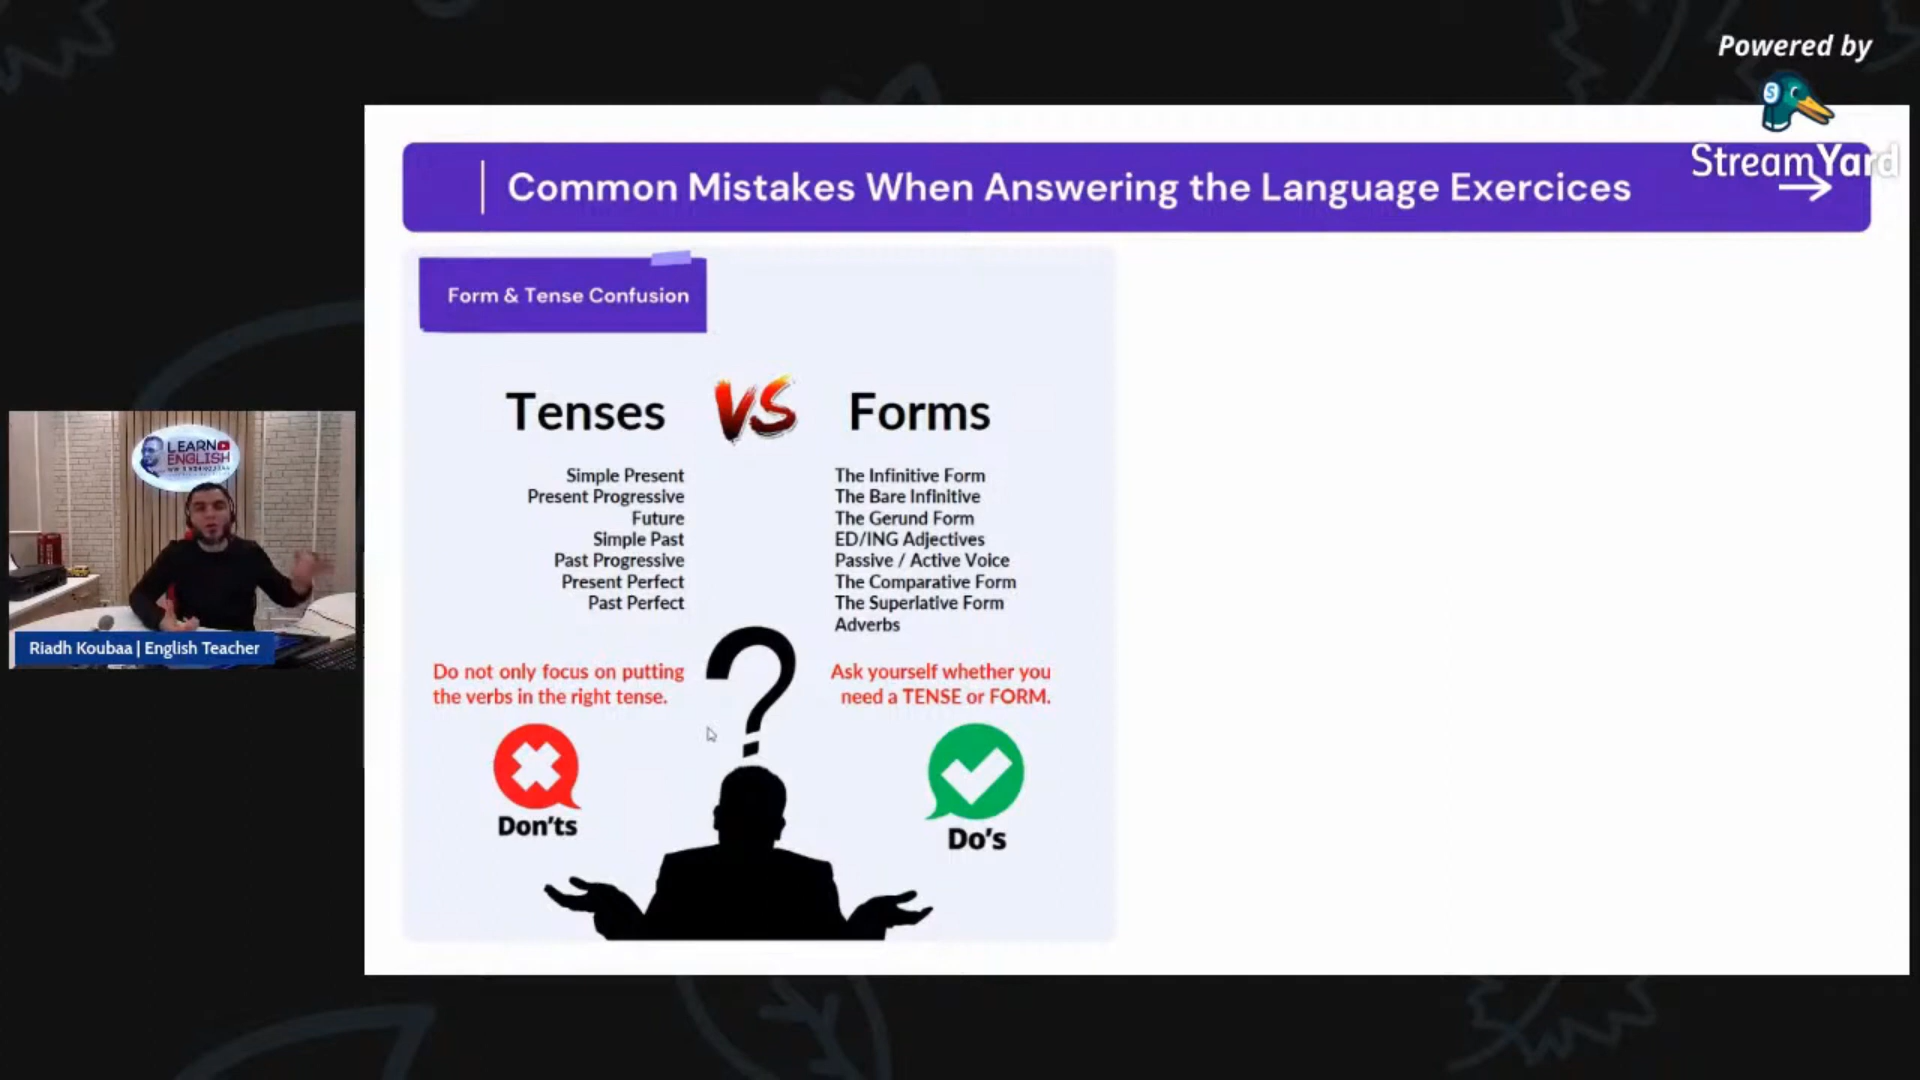 Powered by
StreamYard
Common Mistakes When Answering the Language Exercices
Form & Tense Confusion
Tenses VS Forms
Simple Present
Present Progressive
Future
Simple Past
Past Progressive
Present Perfect
Past Perfect
The Infinitive Form
The Bare Infinitive
The Gerund Form
ED/ING Adjectives
Passive / Active Voice
The Comparative Form
The Superlative Form
Adverbs
Do not only focus on putting
the verbs in the right tense.
Don'ts
?
Ask yourself whether you
need a TENSE or FORM.
Do's
LEARN
ENGLISH
Riadh Koubaa | English Teacher